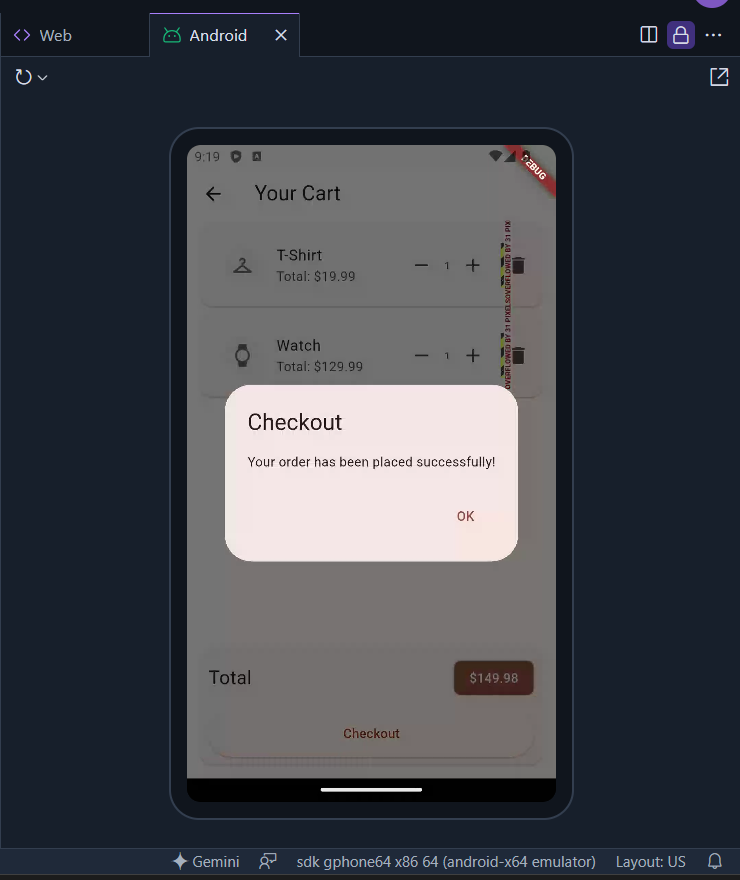 Web
Android
9:19
DEBUG
Your Cart
T-Shirt
Total: $19.99
1
OVERFLOWED BY 31 PIXELS
Watch
Total: $129.99
1
OVERFLOWED BY 31 PIX
Checkout
Your order has been placed successfully!
OK
Total
$149.98
Checkout
Gemini
sdk gphone64 x86 64 (android-x64 emulator)
Layout: US